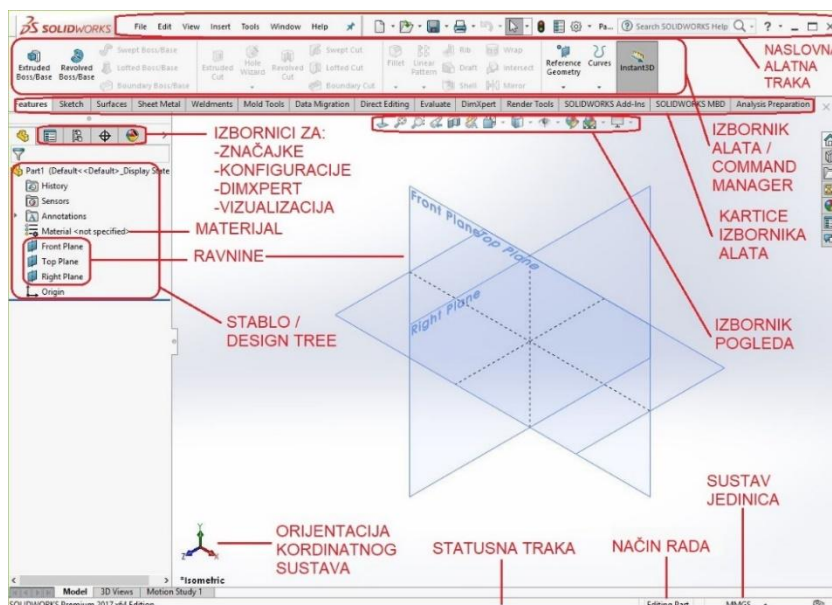 SOLIDWORKS File Edit View Insert Tools Window Help Pa... Search SOLIDWORKS Help
NASLOVNA
ALATNA
TRAKA
Extruded
Boss/Base
Revolved
Boss/Base
Swept Boss/Base
Lofted Boss/Base
Boundary Boss/Base
Extruded
Cut
Hole
Wizard
Revolved
Cut
Swept Cut
Lofted Cut
Boundary Cut
Fillet
Linear
Pattern
Rib
Draft
Shell
Wrap
Intersect
Mirror
Reference
Geometry
Curves
Instant3D
eatures Sketch Surfaces Sheet Metal Weldments Mold Tools Data Migration Direct Editing Evaluate DimXpert Render Tools SOLIDWORKS Add-Ins SOLIDWORKS MBD Analysis Preparation
IZBORNICI ZA:
-ZNAČAJKE
-KONFIGURACIJE
-DIMXPERT
-VIZUALIZACIJA
IZBORNIK
ALATA /
COMMAND
MANAGER
KARTICE
IZBORNIKA
ALATA
IZBORNIK
POGLEDA
Part1 (Default<<Default>_Display State
History
Sensors
Annotations
Material <not specified>
Front Plane
Top Plane
Right Plane
Origin
MATERIJAL
RAVNINE
STABLO /
DESIGN TREE
Front Plane
Top Plane
Right Plane
SUSTAV
JEDINICA
ORIJENTACIJA
KORDINATNOG
SUSTAVA
STATUSNA TRAKA
NAČIN RADA
Y
Z
X
*Isometric
Model 3D Views Motion Study 1
SOLIDWORKS Premium 2017 x64 Edition
Editing Part
MMGS